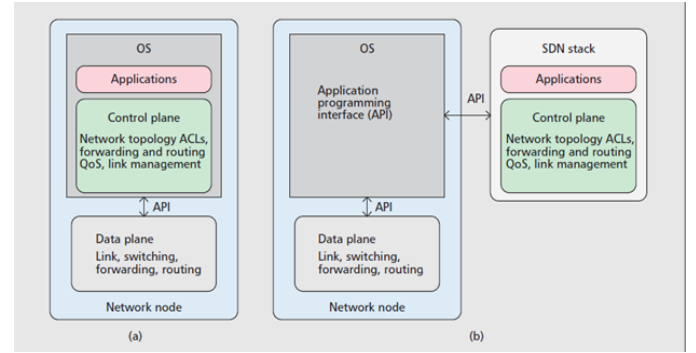 OS
Applications
Control plane
Network topology ACLs,
forwarding and routing
QoS, link management
API
Data plane
Link, switching,
forwarding, routing
Network node
(a)
OS
Application
programming
interface (API)
API
Data plane
Link, switching,
forwarding, routing
Network node
API
SDN stack
Applications
Control plane
Network topology ACLs,
forwarding and routing
QoS, link management
(b)